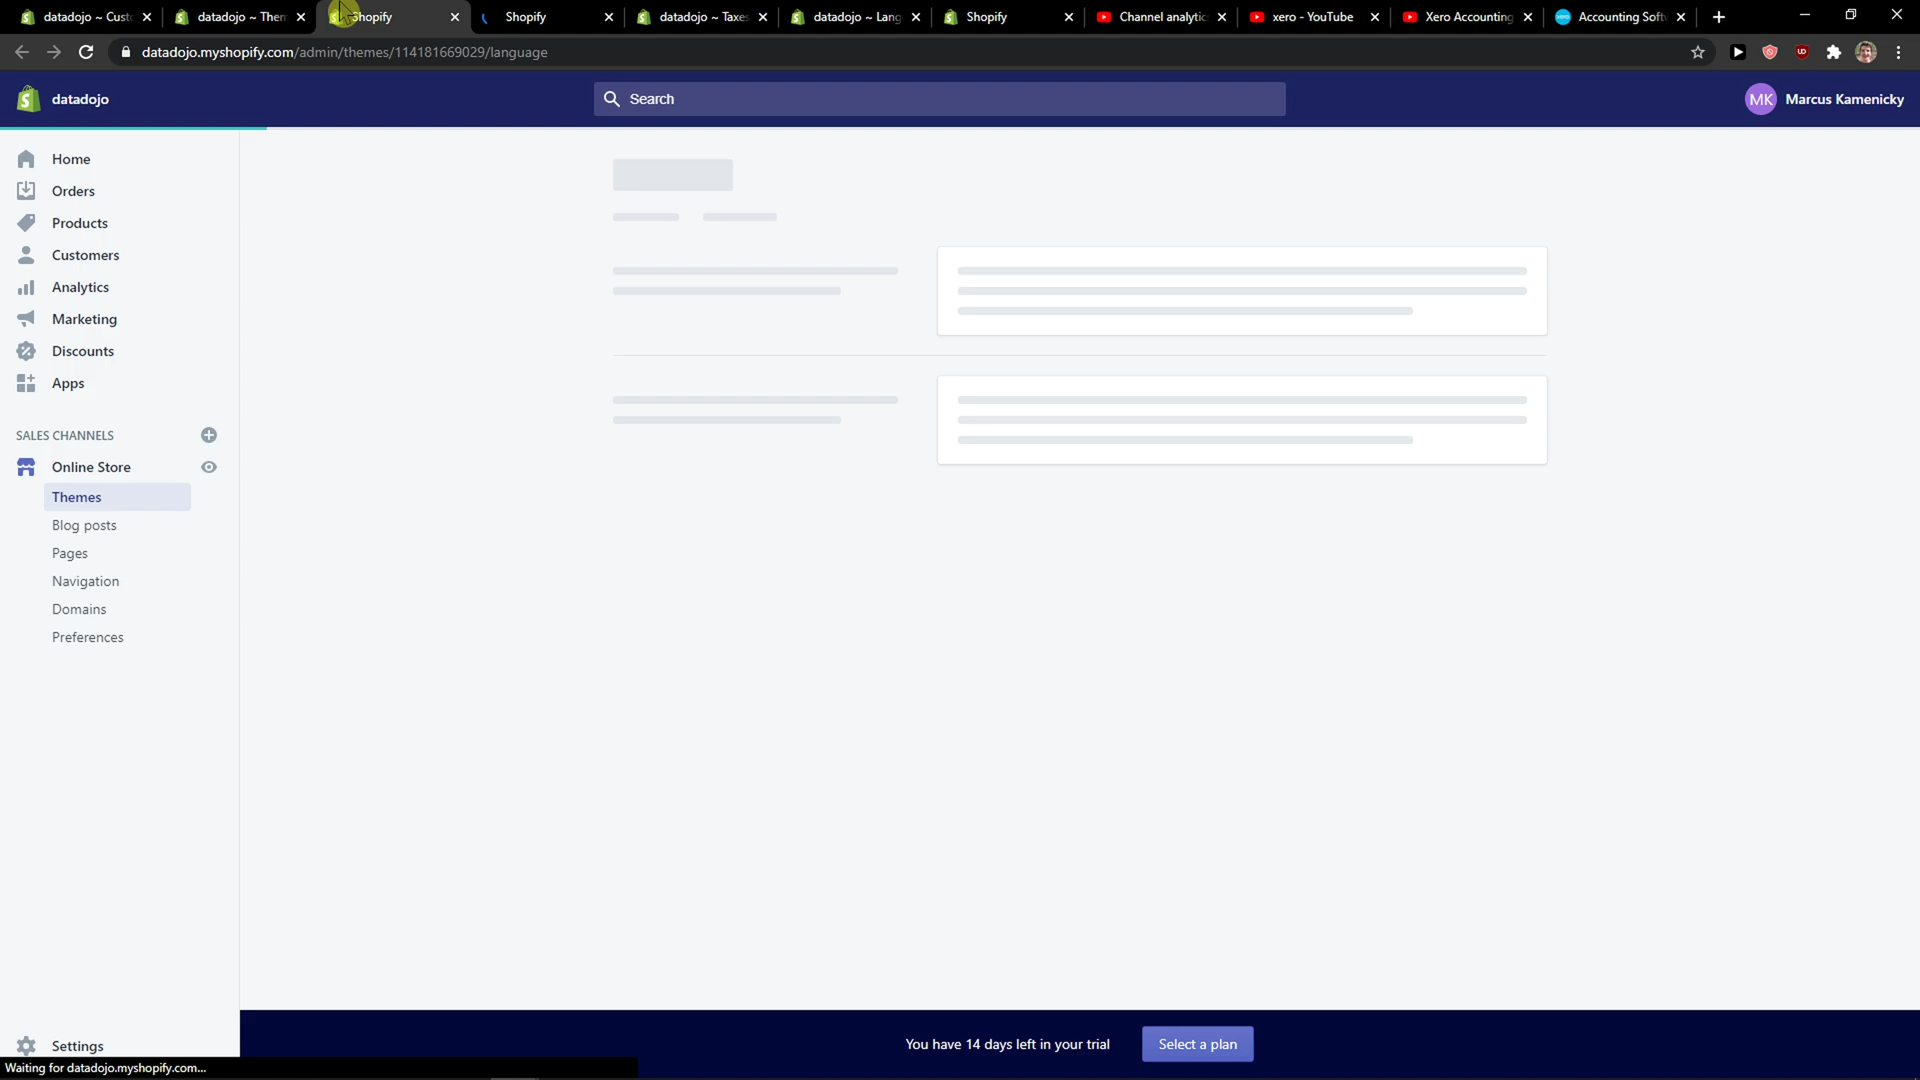 datadojo ~ Cust
datadojo ~ Them
Shopify
Shopify
datadojo ~ Taxes
datadojo ~ Lang
Shopify
Channel analytic
xero - YouTube
Xero Accounting
Accounting Soft
datadojo.myshopify.com/admin/themes/114181669029/language
datadojo
Search
MK
Marcus Kamenicky
Home
Orders
Products
Customers
Analytics
Marketing
Discounts
Apps
SALES CHANNELS
Online Store
Themes
Blog posts
Pages
Navigation
Domains
Preferences
Settings
You have 14 days left in your trial
Select a plan
Waiting for datadojo.myshopify.com...